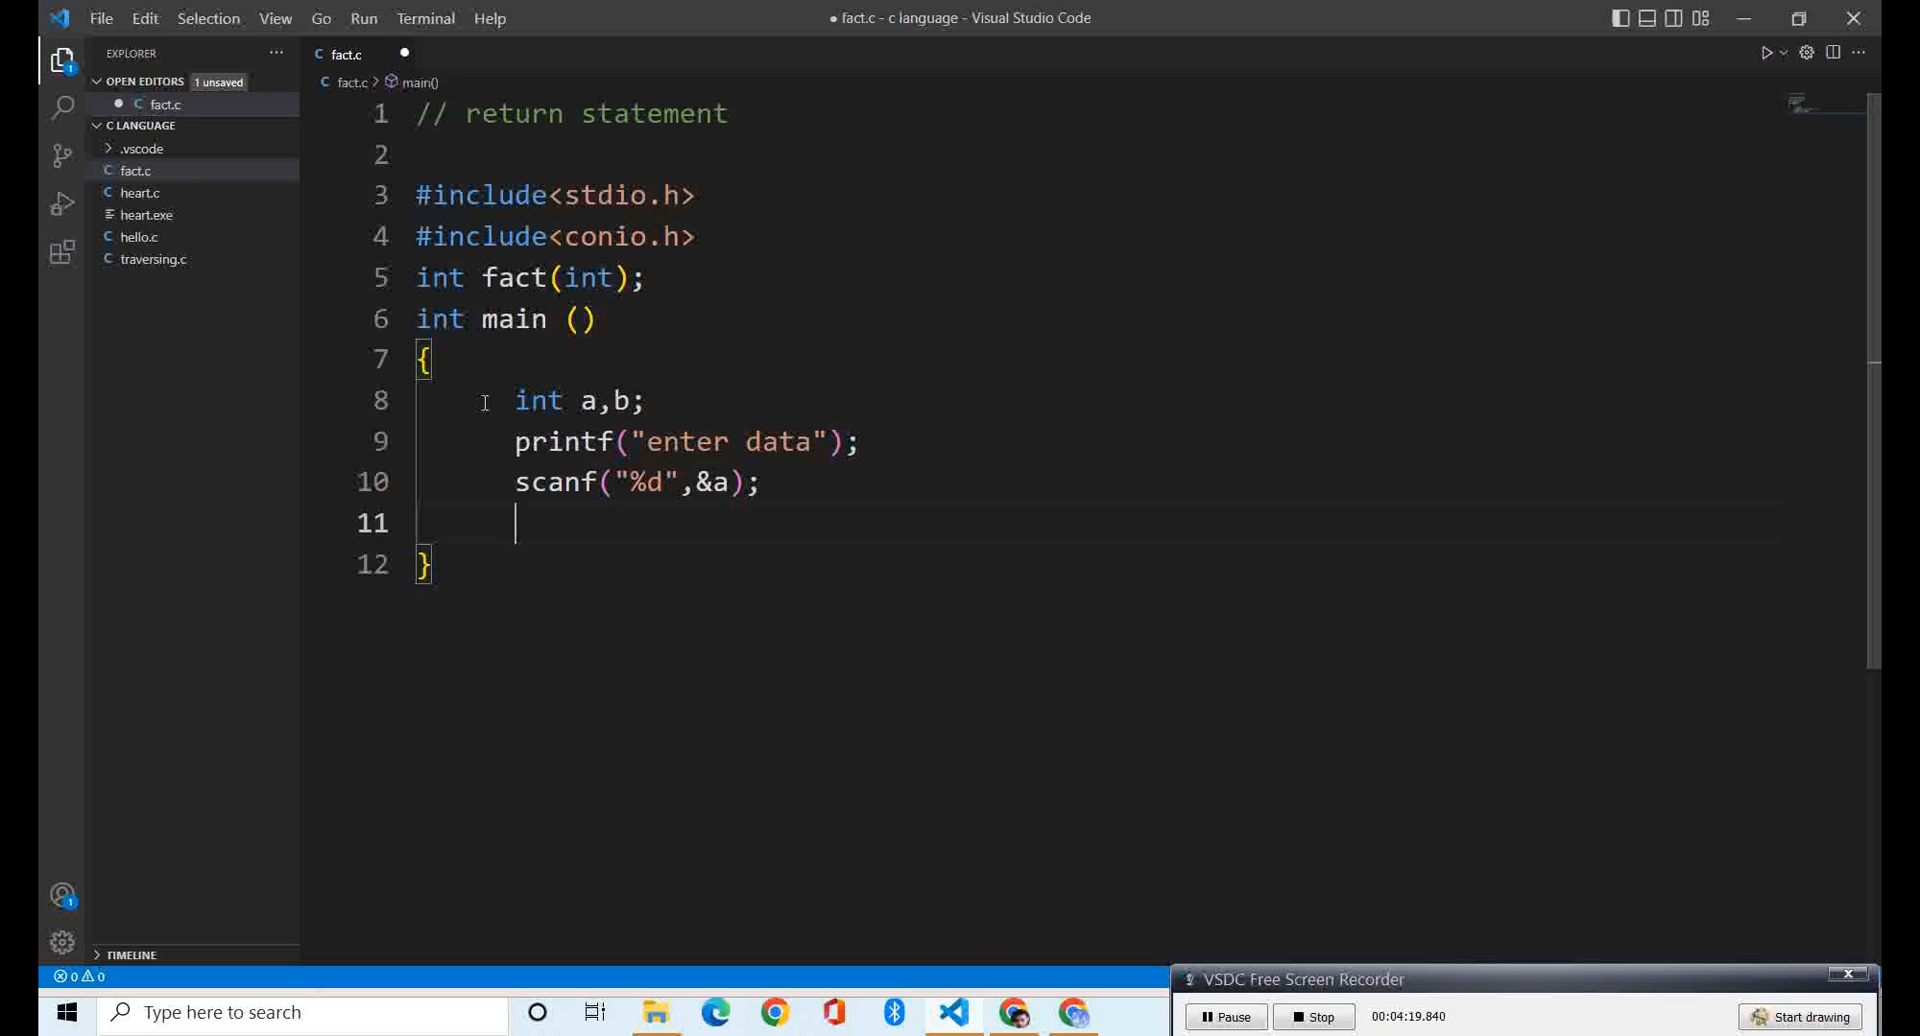 File Edit Selection View Go Run Terminal Help
● fact.c - c language - Visual Studio Code
EXPLORER
OPEN EDITORS 1 unsaved
C fact.c
C LANGUAGE
.vscode
C fact.c
C heart.c
heart.exe
C hello.c
C traversing.c
TIMELINE
C fact.c
C fact.c > main()
1 // return statement
2
3 #include<stdio.h>
4 #include<conio.h>
5 int fact(int);
6 int main ()
7 {
8 int a,b;
9 printf("enter data");
10 scanf("%d",&a);
11
12 }
1
1
0 0
VSDC Free Screen Recorder
Pause Stop 00:04:19.840 Start drawing
Type here to search